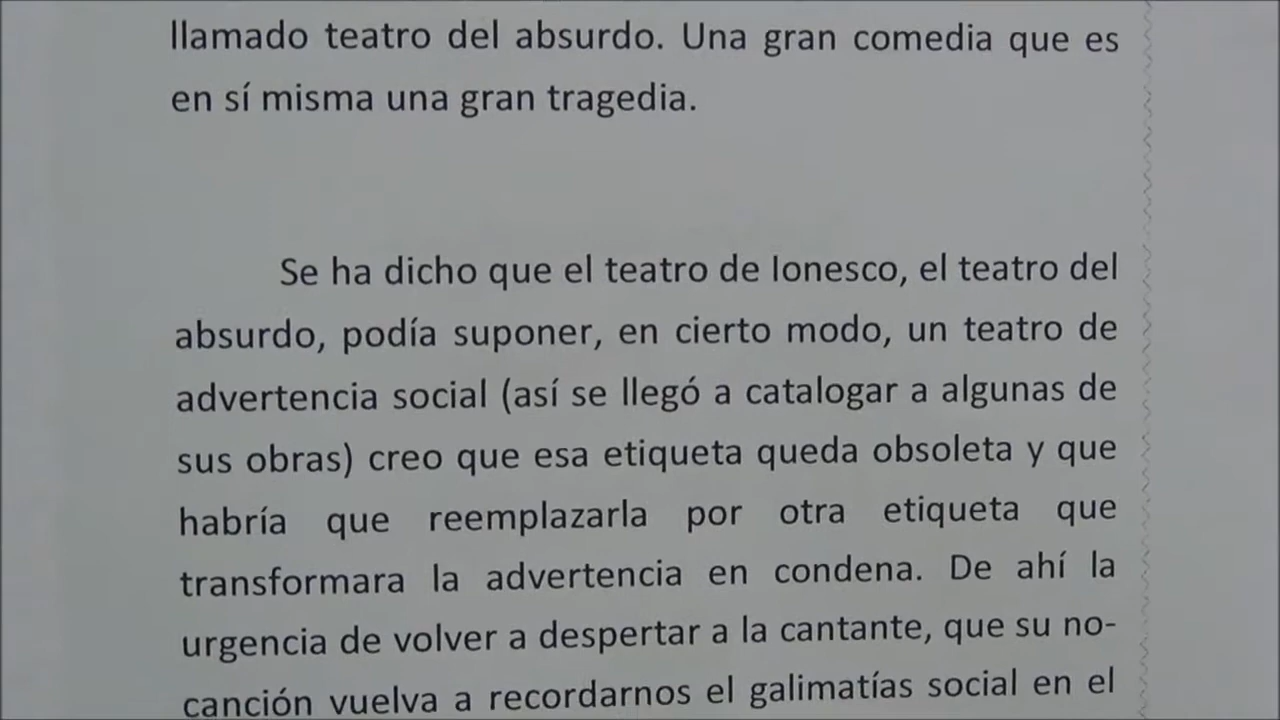 llamado teatro del absurdo. Una gran comedia que es
en sí misma una gran tragedia.
Se ha dicho que el teatro de Ionesco, el teatro del
absurdo, podía suponer, en cierto modo, un teatro de
advertencia social (así se llegó a catalogar a algunas de
sus obras) creo que esa etiqueta queda obsoleta y que
habría que reemplazarla por otra etiqueta que
transformara la advertencia en condena. De ahí la
urgencia de volver a despertar a la cantante, que su no-
canción vuelva a recordarnos el galimatías social en el